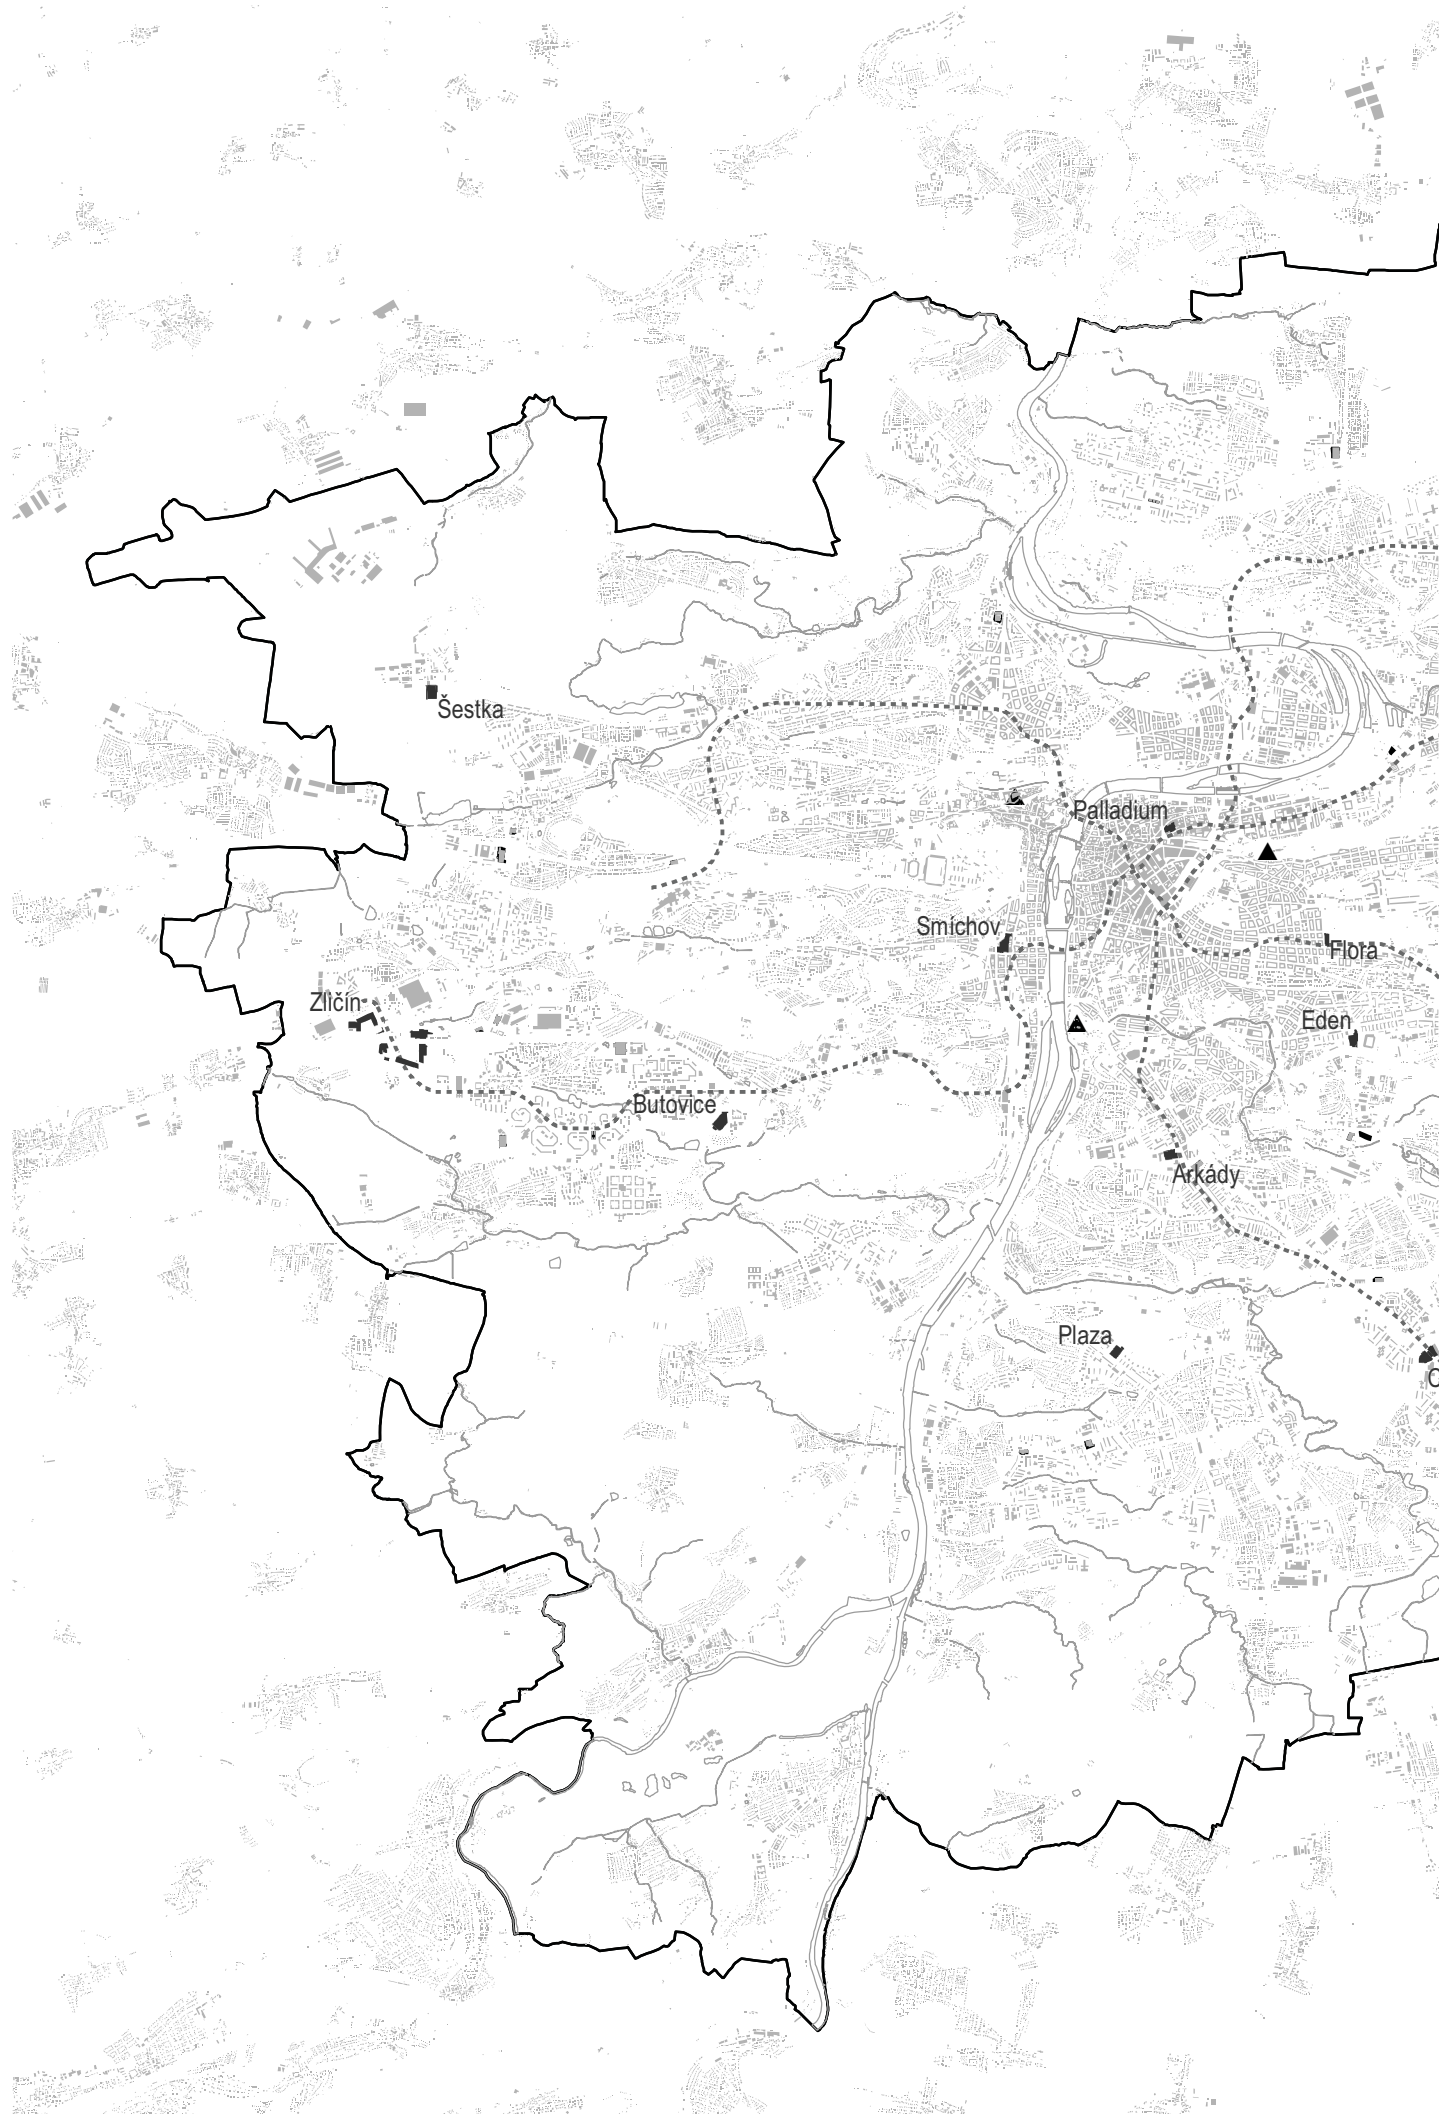 Šestka
Palladium
Smíchov
Flora
Zličín
Eden
Butovice
Arkády
Plaza
C